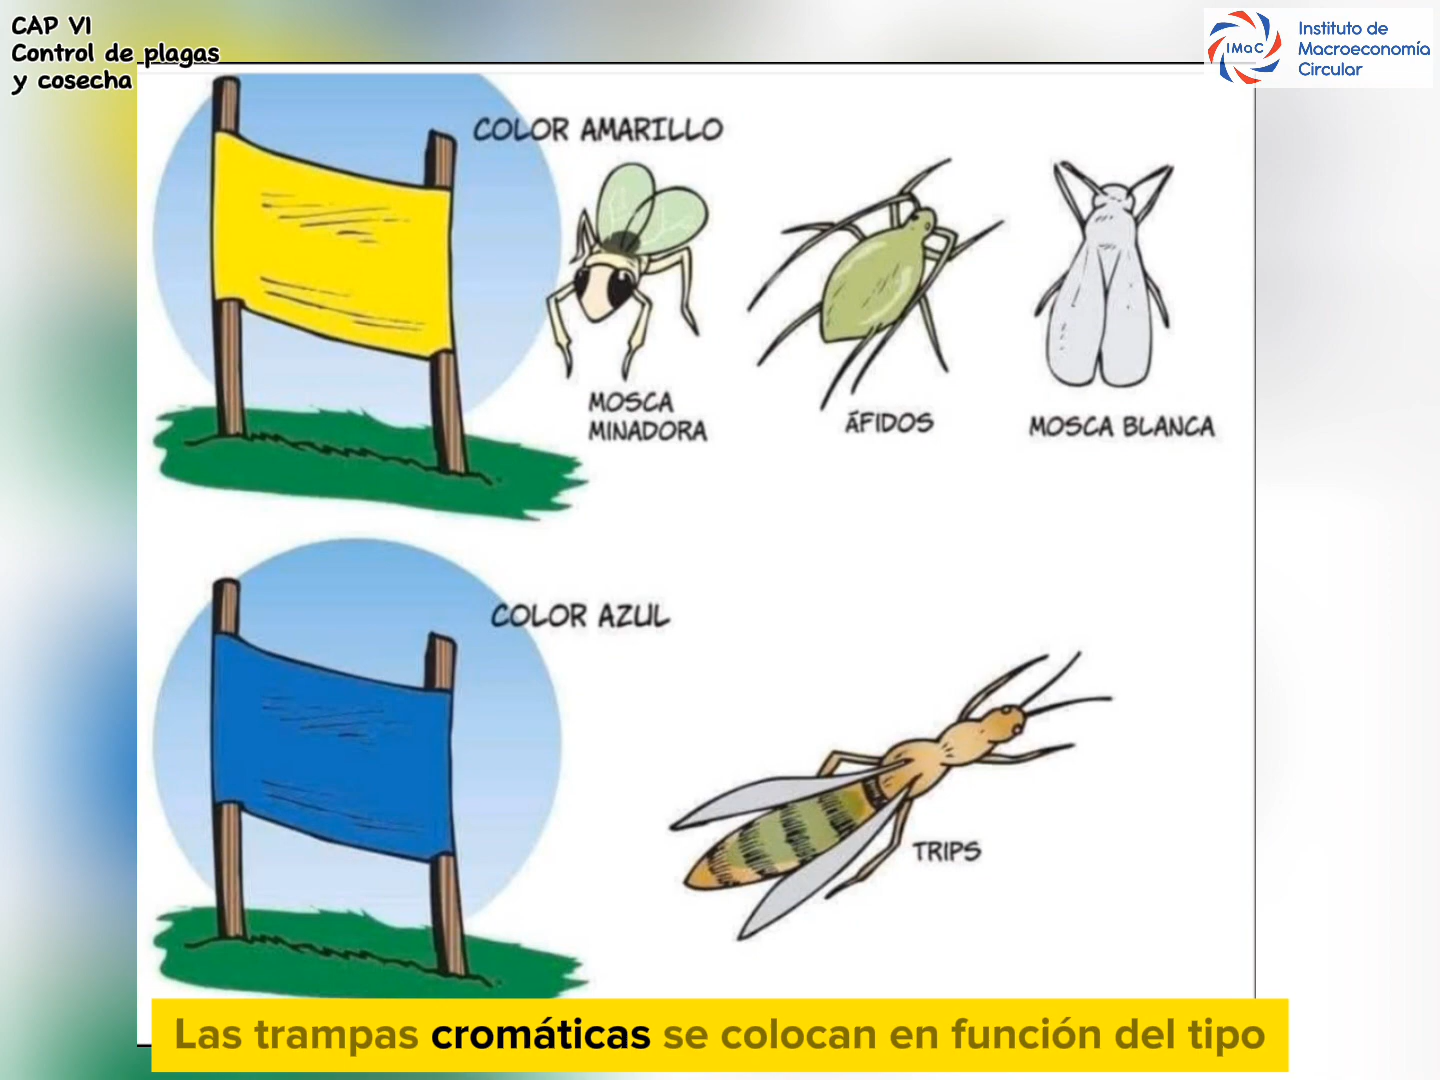 CAP VI
Control de plagas
y cosecha
IMaC
Instituto de
Macroeconomía
Circular
COLOR AMARILLO
MOSCA
MINADORA
ÁFIDOS
MOSCA BLANCA
COLOR AZUL
TRIPS
Las trampas cromáticas se colocan en función del tipo